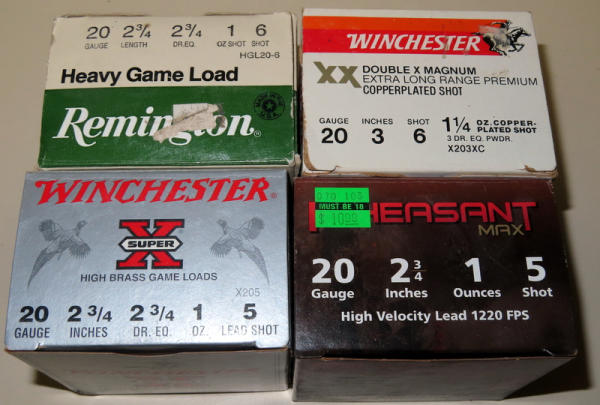 20 2 3/4 2 3/4 1 6
GAUGE LENGTH DR.EQ. OZ SHOT SHOT
HGL20-6
Heavy Game Load
Remington
MADE IN U.S.A.
WINCHESTER
XX DOUBLE X MAGNUM
EXTRA LONG RANGE PREMIUM
COPPERPLATED SHOT
GAUGE INCHES SHOT
20 3 6
1 1/4 OZ. COPPER-
PLATED SHOT
3 DR. EQ. PWDR.
X203XC
WINCHESTER
SUPER X
HIGH BRASS GAME LOADS
X205
20 2 3/4 2 3/4 1 5
GAUGE INCHES DR. EQ. OZ. LEAD SHOT
MUST BE 18
$ 10.99
PHEASANT
MAX
20 2 3/4 1 5
Gauge Inches Ounces Shot
High Velocity Lead 1220 FPS